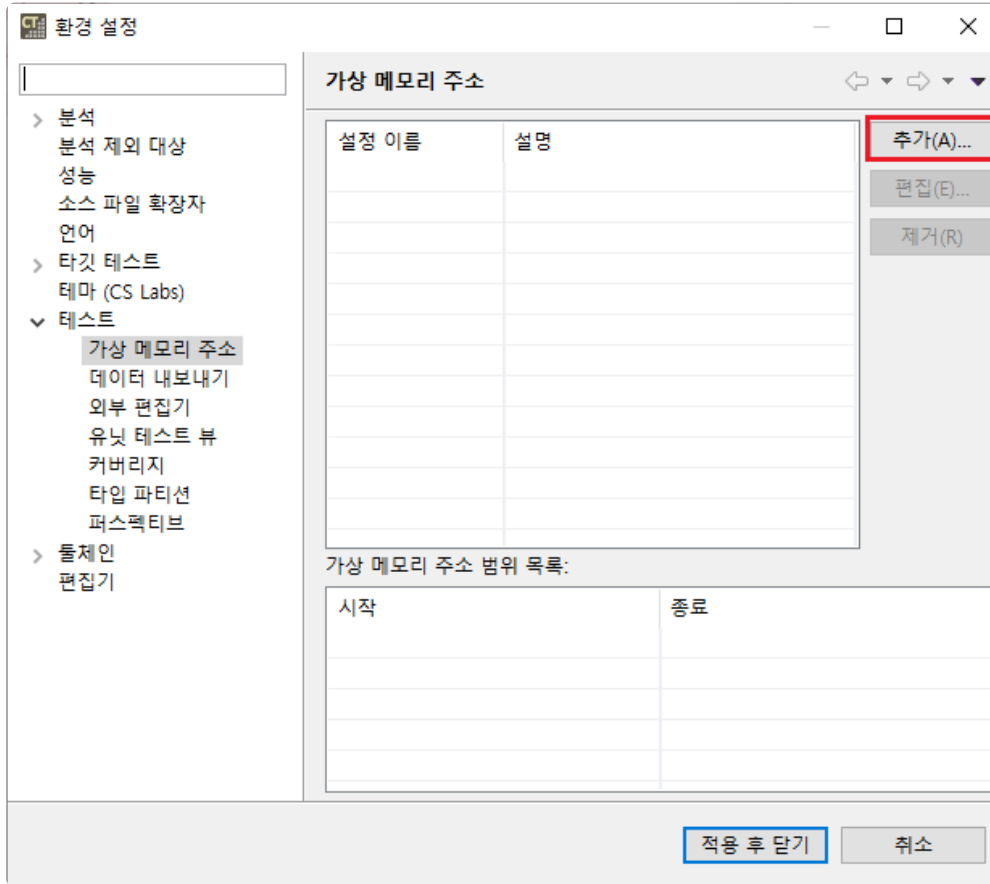 CT 환경 설정
분석
분석 제외 대상
성능
소스 파일 확장자
언어
타깃 테스트
테마 (CS Labs)
테스트
가상 메모리 주소
데이터 내보내기
외부 편집기
유닛 테스트 뷰
커버리지
타입 파티션
퍼스펙티브
툴체인
편집기
가상 메모리 주소
설정 이름 설명
추가(A)...
편집(E)...
제거(R)
가상 메모리 주소 범위 목록:
시작 종료
적용 후 닫기 취소